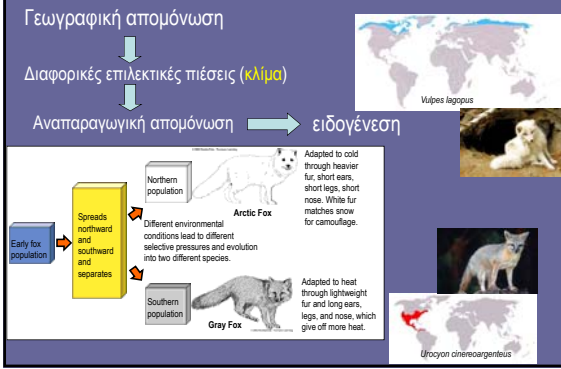 Γεωγραφική απομόνωση
Διαφορικές επιλεκτικές πιέσεις (κλίμα)
Αναπαραγωγική απομόνωση
ειδογένεση
Vulpes lagopus
Early fox
population
Spreads
northward
and
southward
and
separates
Northern
population
Arctic Fox
Adapted to cold
through heavier
fur, short ears,
short legs, short
nose. White fur
matches snow
for camouflage.
Different environmental
conditions lead to different
selective pressures and evolution
into two different species.
Southern
population
Gray Fox
Adapted to heat
through lightweight
fur and long ears,
legs, and nose, which
give off more heat.
Urocyon cinereoargenteus